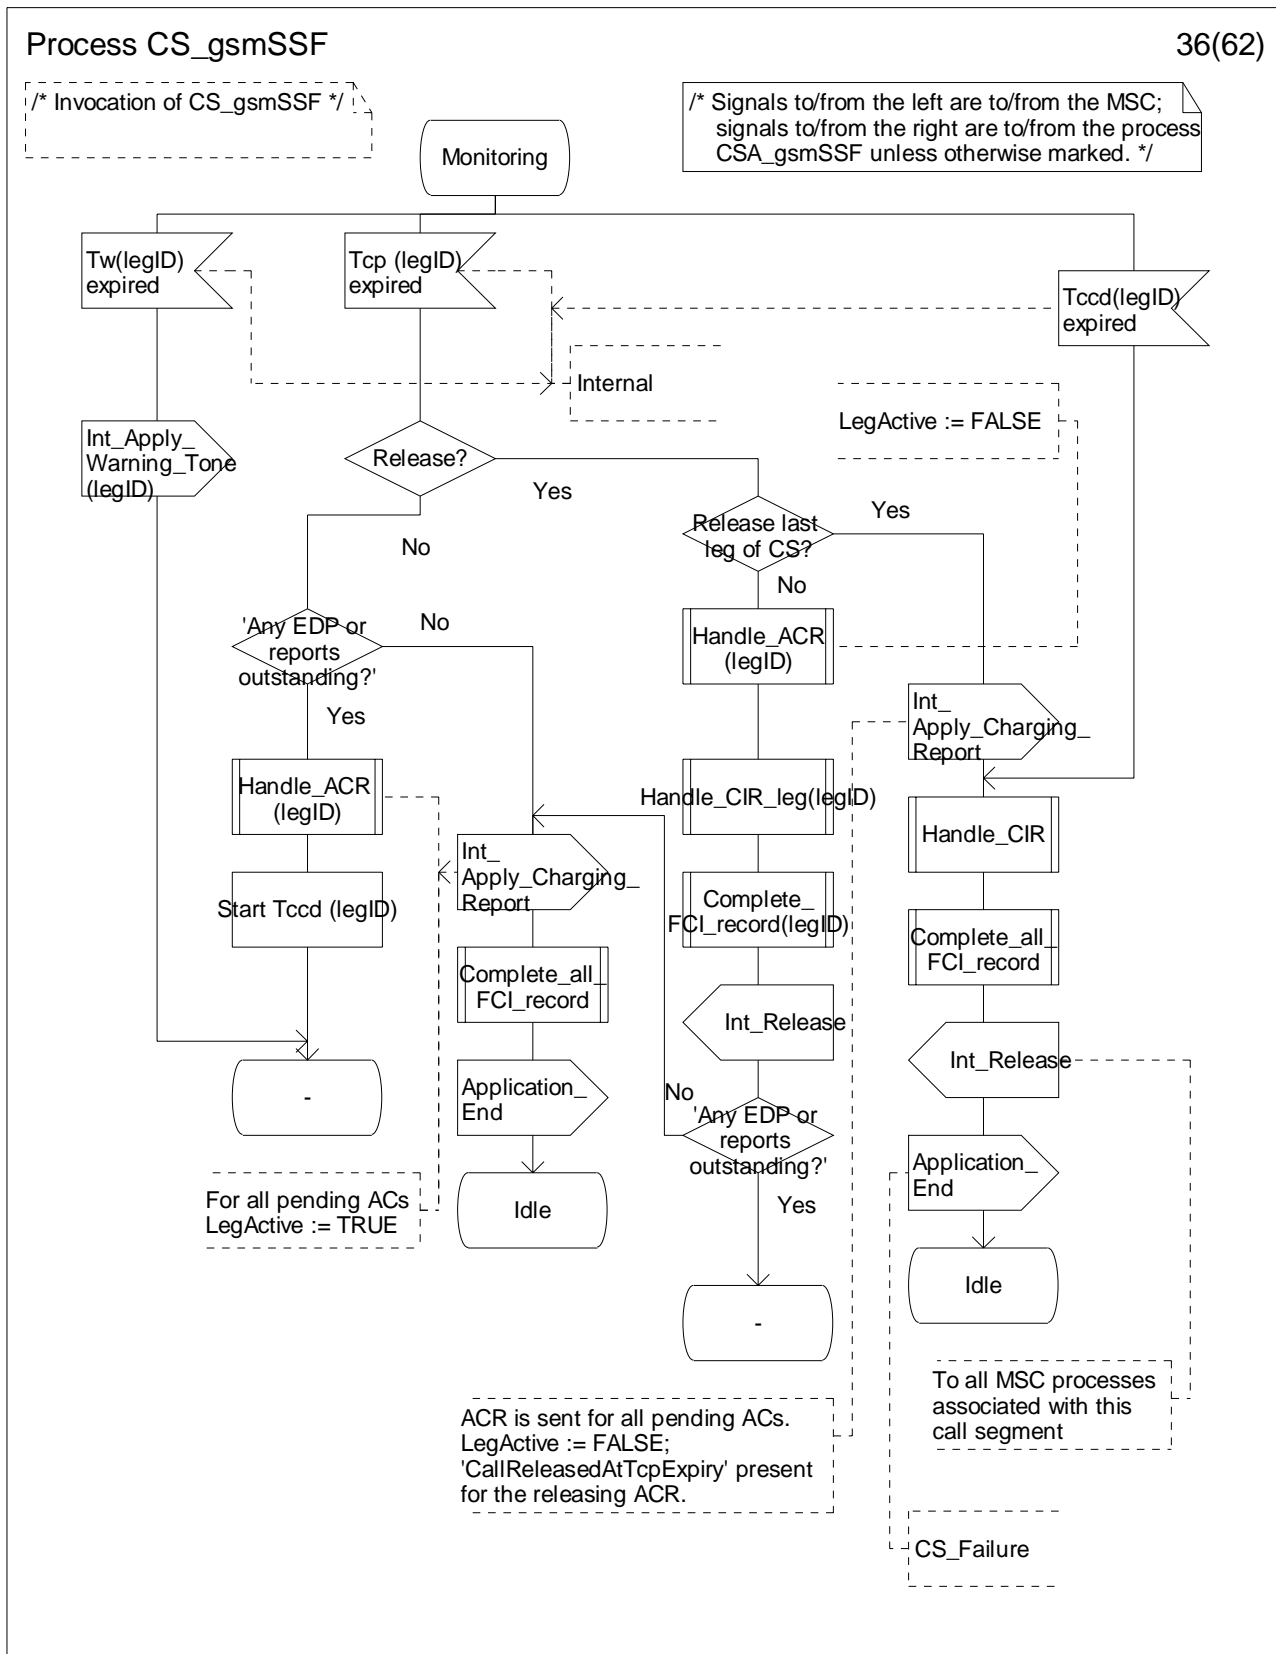 Process CS_gsmSSF
36(62)
/* Invocation of CS_gsmSSF */
/* Signals to/from the left are to/from the MSC;
signals to/from the right are to/from the process
CSA_gsmSSF unless otherwise marked. */
Monitoring
Tw(legID)
expired
Tcp (legID)
expired
Tccd(legID)
expired
Internal
LegActive := FALSE
Int_Apply_
Warning_Tone
(legID)
Release?
Yes
No
Release last
leg of CS?
Yes
No
'Any EDP or
reports
outstanding?'
No
Yes
Handle_ACR
(legID)
Int_
Apply_Charging_
Report
Handle_ACR
(legID)
Handle_CIR_leg(legID)
Handle_CIR
Int_
Apply_Charging_
Report
Start Tccd (legID)
Complete_
FCI_record(legID)
Complete_all_
FCI_record
Complete_all_
FCI_record
Int_Release
Int_Release
-
Application_
End
No
'Any EDP or
reports
outstanding?'
Yes
Application_
End
For all pending ACs
LegActive := TRUE
Idle
Idle
-
To all MSC processes
associated with this
call segment
ACR is sent for all pending ACs.
LegActive := FALSE;
'CallReleasedAtTcpExpiry' present
for the releasing ACR.
CS_Failure